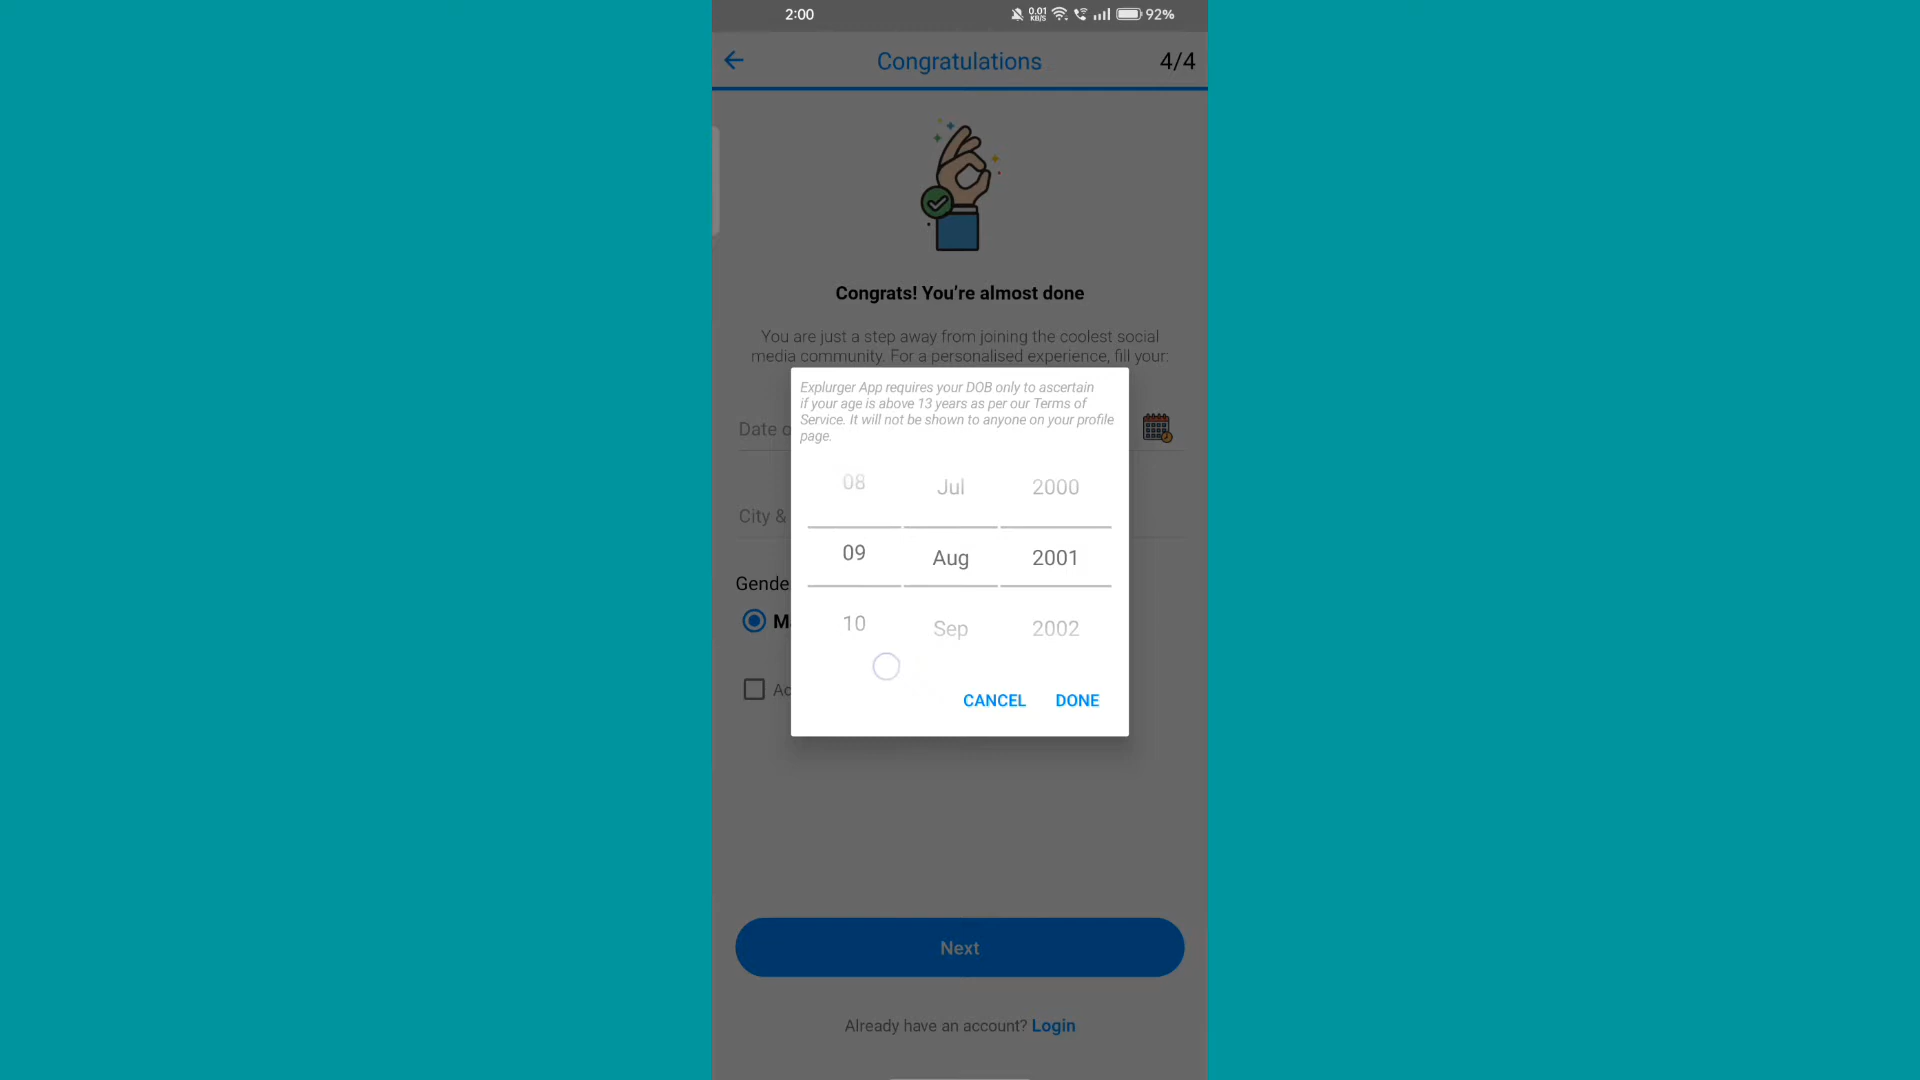 2:00
0.01
KB/S
92%
Congratulations
4/4
Congrats! You're almost done
You are just a step away from joining the coolest social
media community. For a personalised experience, fill your:
Explurger App requires your DOB only to ascertain
if your age is above 13 years as per our Terms of
Service. It will not be shown to anyone on your profile
page.
Date o
City &
Gende
M
Ac
08 Jul 2000
09 Aug 2001
10 Sep 2002
CANCEL DONE
Next
Already have an account? Login